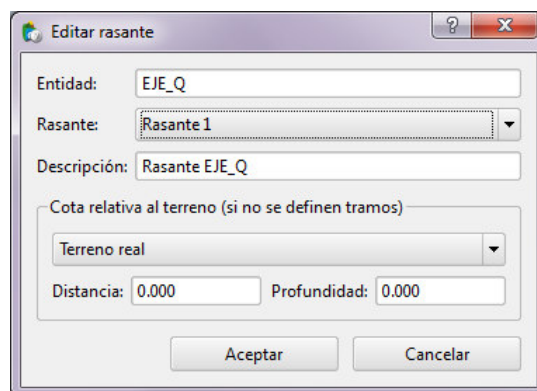 Editar rasante
Entidad: EJE_Q
Rasante: Rasante 1
Descripción: Rasante EJE_Q
Cota relativa al terreno (si no se definen tramos)
Terreno real
Distancia: 0.000 Profundidad: 0.000
Aceptar Cancelar